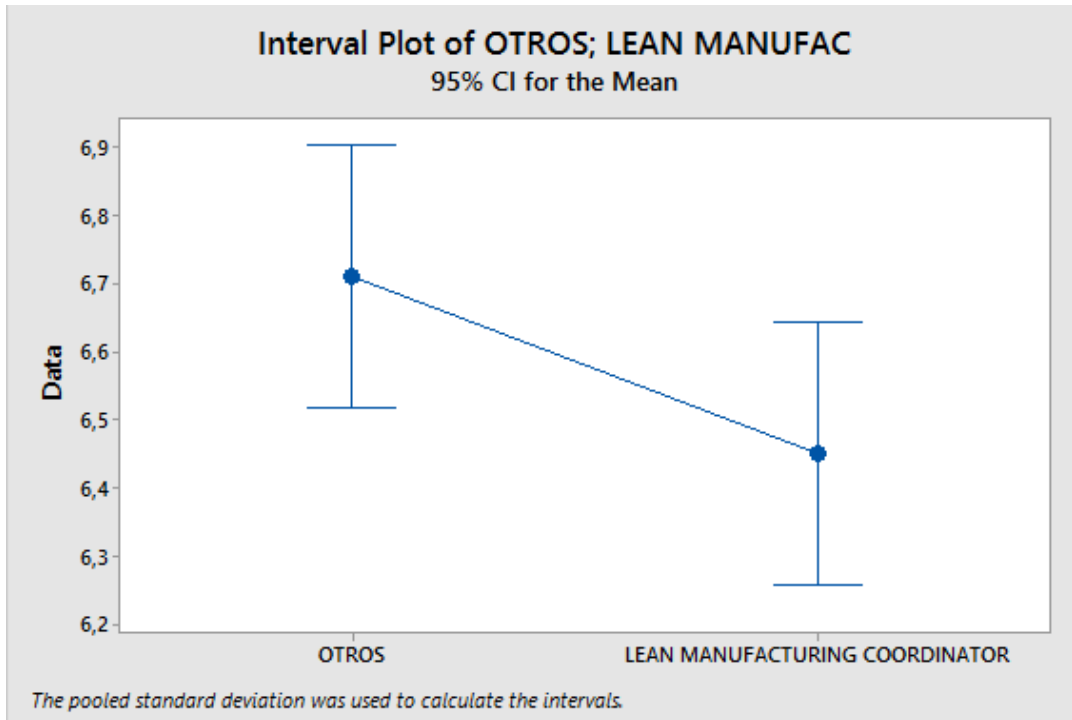 Interval Plot of OTROS; LEAN MANUFAC
95% CI for the Mean
6,9
6,8
6,7
6,6
6,5
6,4
6,3
6,2
Data
OTROS
LEAN MANUFACTURING COORDINATOR
The pooled standard deviation was used to calculate the intervals.